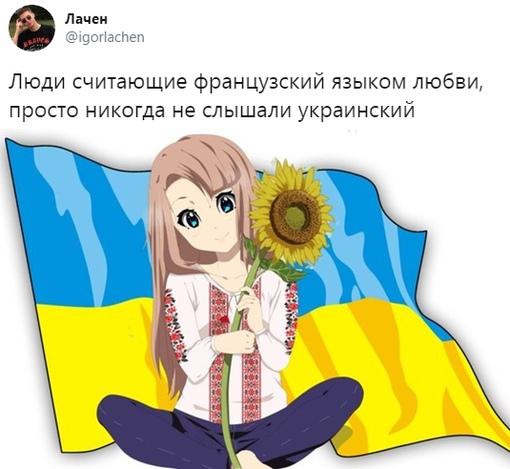 Лачен
@igorlachen
Люди считающие французский языком любви,
просто никогда не слышали украинский